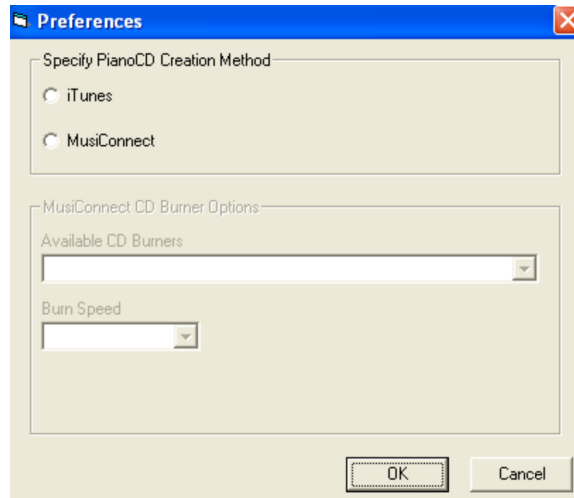 Preferences
Specify PianoCD Creation Method
iTunes
MusiConnect
MusiConnect CD Burner Options
Available CD Burners
Burn Speed
OK Cancel